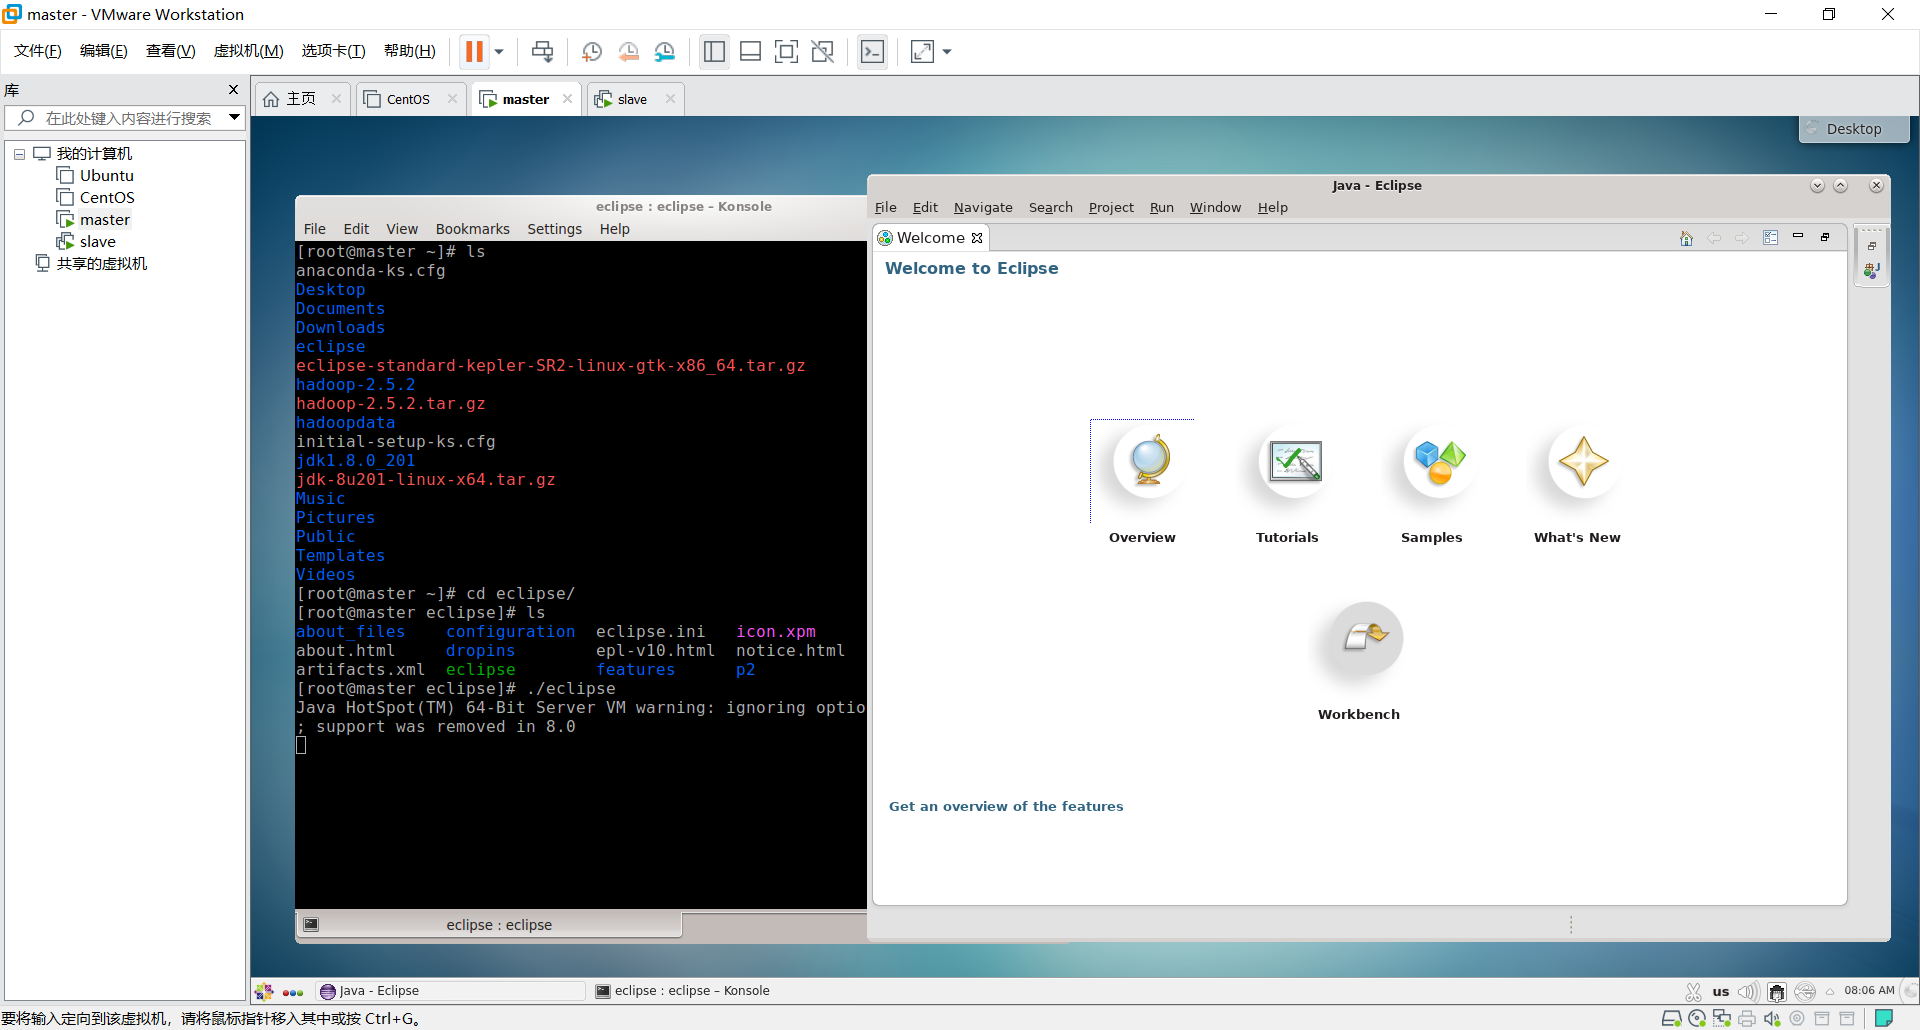 master - VMware Workstation
文件(F) 编辑(E) 查看(V) 虚拟机(M) 选项卡(T) 帮助(H)
库
在此处键入内容进行搜索
我的计算机
Ubuntu
CentOS
master
slave
共享的虚拟机
主页 CentOS master slave
Desktop
eclipse : eclipse – Konsole
File Edit View Bookmarks Settings Help
[root@master ~]# ls
anaconda-ks.cfg
Desktop
Documents
Downloads
eclipse
eclipse-standard-kepler-SR2-linux-gtk-x86_64.tar.gz
hadoop-2.5.2
hadoop-2.5.2.tar.gz
hadoopdata
initial-setup-ks.cfg
jdk1.8.0_201
jdk-8u201-linux-x64.tar.gz
Music
Pictures
Public
Templates
Videos
[root@master ~]# cd eclipse/
[root@master eclipse]# ls
about_files configuration eclipse.ini icon.xpm
about.html dropins epl-v10.html notice.html
artifacts.xml eclipse features p2
[root@master eclipse]# ./eclipse
Java HotSpot(TM) 64-Bit Server VM warning: ignoring optio
; support was removed in 8.0
eclipse : eclipse
Java - Eclipse
File Edit Navigate Search Project Run Window Help
Welcome
Welcome to Eclipse
Overview Tutorials Samples What's New
Workbench
Get an overview of the features
Java - Eclipse eclipse : eclipse – Konsole us 08:06 AM
要将输入定向到该虚拟机，请将鼠标指针移入其中或按 Ctrl+G。